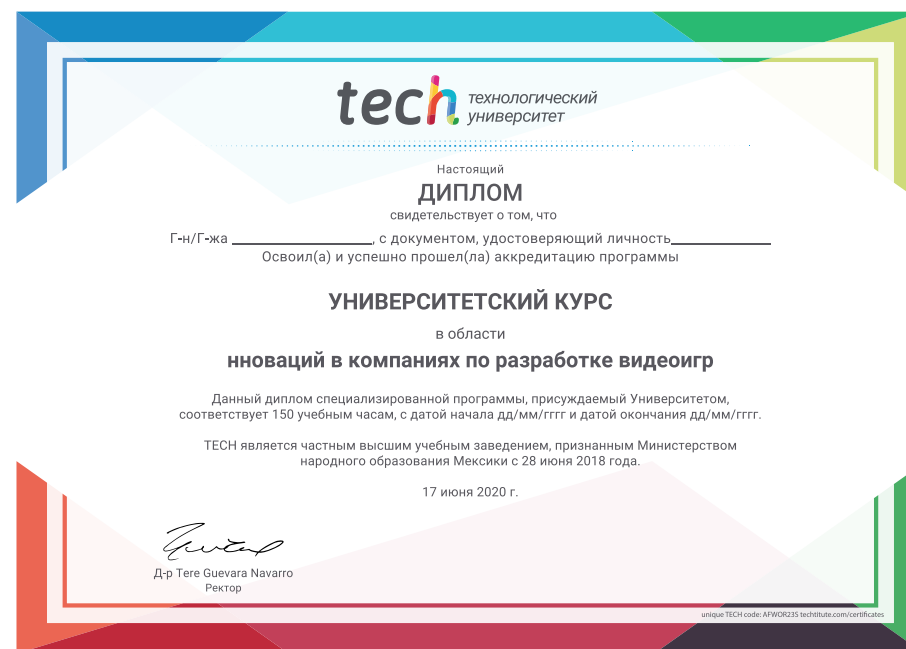 tech технологический
университет
Настоящий
ДИПЛОМ
свидетельствует о том, что
Г-н/Г-жа ____________________, с документом, удостоверяющий личность______________
Освоил(а) и успешно прошел(ла) аккредитацию программы
УНИВЕРСИТЕТСКИЙ КУРС
в области
нноваций в компаниях по разработке видеоигр
Данный диплом специализированной программы, присуждаемый Университетом,
соответствует 150 учебным часам, с датой начала дд/мм/гггг и датой окончания дд/мм/гггг.
TECH является частным высшим учебным заведением, признанным Министерством
народного образования Мексики с 28 июня 2018 года.
17 июня 2020 г.
Д-р Tere Guevara Navarro
Ректор
unique TECH code: AFWOR23S techtitute.com/certificates